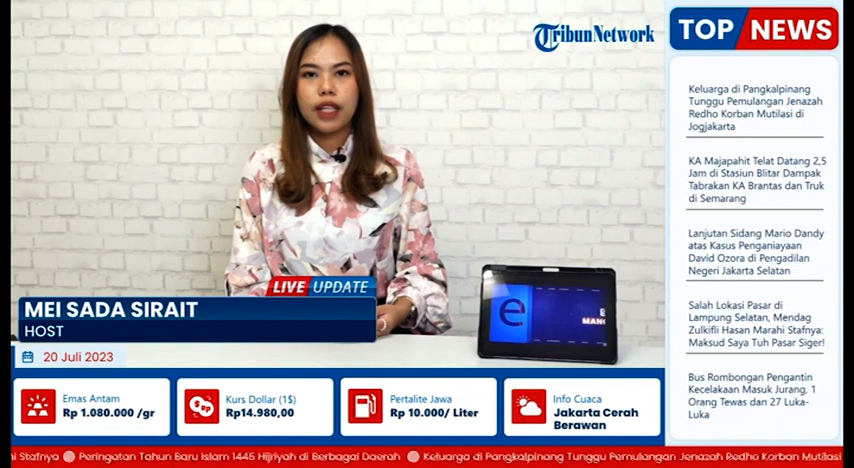 TribunNetwork
TOP NEWS
Keluarga di Pangkalpinang
Tunggu Pemulangan Jenazah
Redho Korban Mutilasi di
Jogjakarta
KA Majapahit Telat Datang 2,5
Jam di Stasiun Blitar Dampak
Tabrakan KA Brantas dan Truk
di Semarang
Lanjutan Sidang Mario Dandy
atas Kasus Penganiayaan
David Ozora di Pengadilan
Negeri Jakarta Selatan
Salah Lokasi Pasar di
Lampung Selatan, Mendag
Zulkifli Hasan Marahi Stafnya:
Maksud Saya Tuh Pasar Siger!
Bus Rombongan Pengantin
Kecelakaan Masuk Jurang, 1
Orang Tewas dan 27 Luka-
Luka
LIVE UPDATE
MEI SADA SIRAIT
HOST
20 Juli 2023
Emas Antam
Rp 1.080.000 /gr
Kurs Dollar (1$)
Rp14.980,00
Pertalite Jawa
Rp 10.000/ Liter
Info Cuaca
Jakarta Cerah
Berawan
hi Stafnya Peringatan Tahun Baru Islam 1445 Hijriyah di Berbagai Daerah Keluarga di Pangkalpinang Tunggu Pemulangan Jenazah Redho Korban Mutilasi